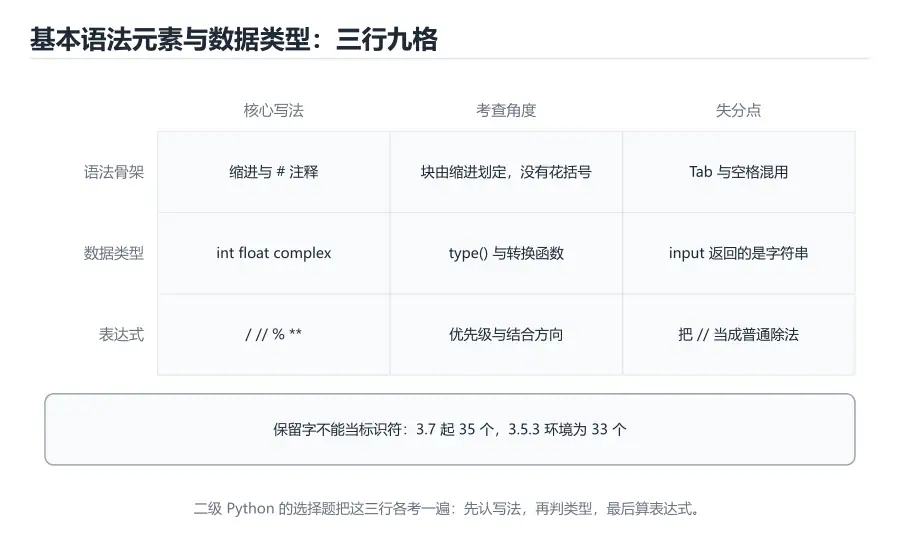 基本语法元素与数据类型：三行九格
核心写法 考查角度 失分点
语法骨架 缩进与 # 注释 块由缩进划定，没有花括号 Tab 与空格混用
数据类型 int float complex type() 与转换函数 input 返回的是字符串
表达式 / // % ** 优先级与结合方向 把 // 当成普通除法
保留字不能当标识符：3.7 起 35 个，3.5.3 环境为 33 个
二级 Python 的选择题把这三行各考一遍：先认写法，再判类型，最后算表达式。